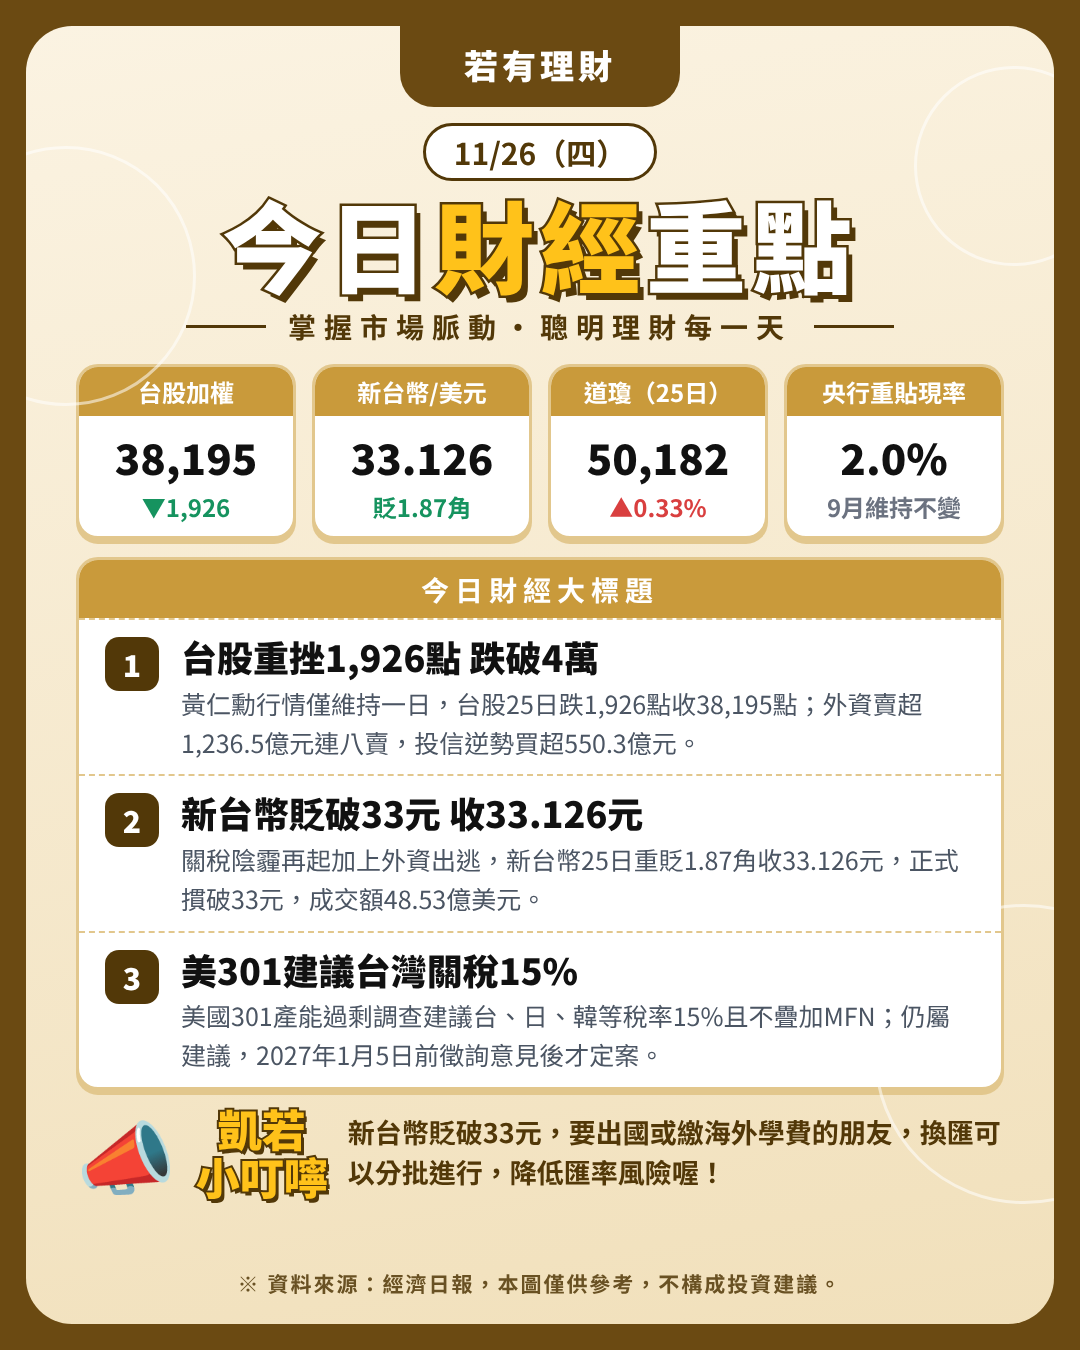 若有理財
11/26（四）
今日財經重點
掌握市場脈動・聰明理財每一天
台股加權
38,195
▼1,926
新台幣/美元
33.126
貶1.87角
道瓊（25日）
50,182
▲0.33%
央行重貼現率
2.0%
9月維持不變
今日財經大標題
1
台股重挫1,926點 跌破4萬
黃仁勳行情僅維持一日，台股25日跌1,926點收38,195點；外資賣超
1,236.5億元連八賣，投信逆勢買超550.3億元。
2
新台幣貶破33元 收33.126元
關稅陰霾再起加上外資出逃，新台幣25日重貶1.87角收33.126元，正式
摜破33元，成交額48.53億美元。
3
美301建議台灣關稅15%
美國301產能過剩調查建議台、日、韓等稅率15%且不疊加MFN；仍屬
建議，2027年1月5日前徵詢意見後才定案。
凱若
小叮嚀
新台幣貶破33元，要出國或繳海外學費的朋友，換匯可
以分批進行，降低匯率風險喔！
※ 資料來源：經濟日報，本圖僅供參考，不構成投資建議。